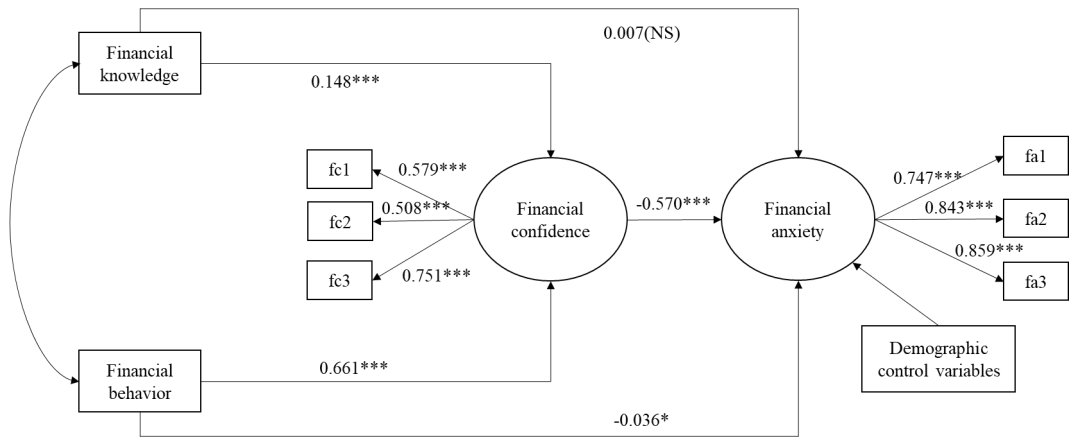 0.007(NS)
Financial
knowledge
0.148***
fc1
0.579***
fc2
0.508***
fc3
0.751***
Financial
confidence
-0.570***
Financial
anxiety
0.747***
fa1
0.843***
fa2
0.859***
fa3
Demographic
control variables
Financial
behavior
0.661***
-0.036*